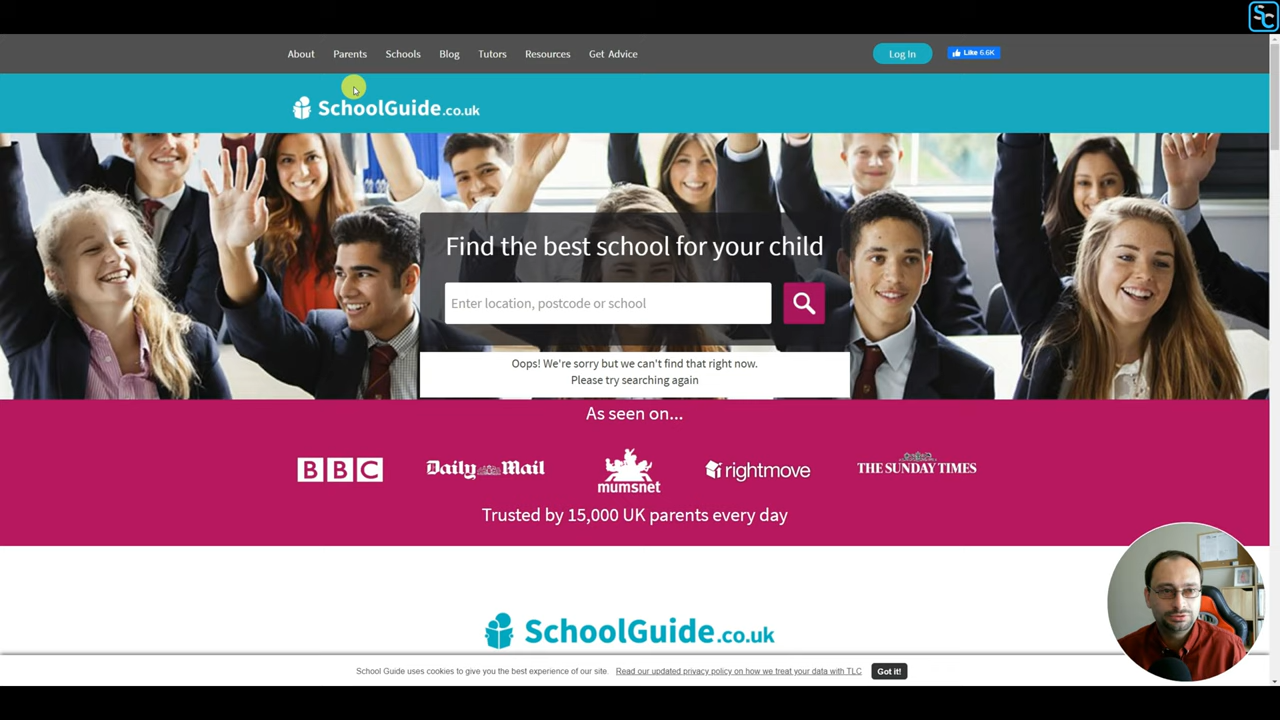 SC
About Parents Schools Blog Tutors Resources Get Advice Log In Like 6.6K
SchoolGuide.co.uk
Find the best school for your child
Enter location, postcode or school
Oops! We're sorry but we can't find that right now.
Please try searching again
As seen on...
BBC Daily Mail mumsnet rightmove THE SUNDAY TIMES
Trusted by 15,000 UK parents every day
SchoolGuide.co.uk
School Guide uses cookies to give you the best experience of our site. Read our updated privacy policy on how we treat your data with TLC Got it!